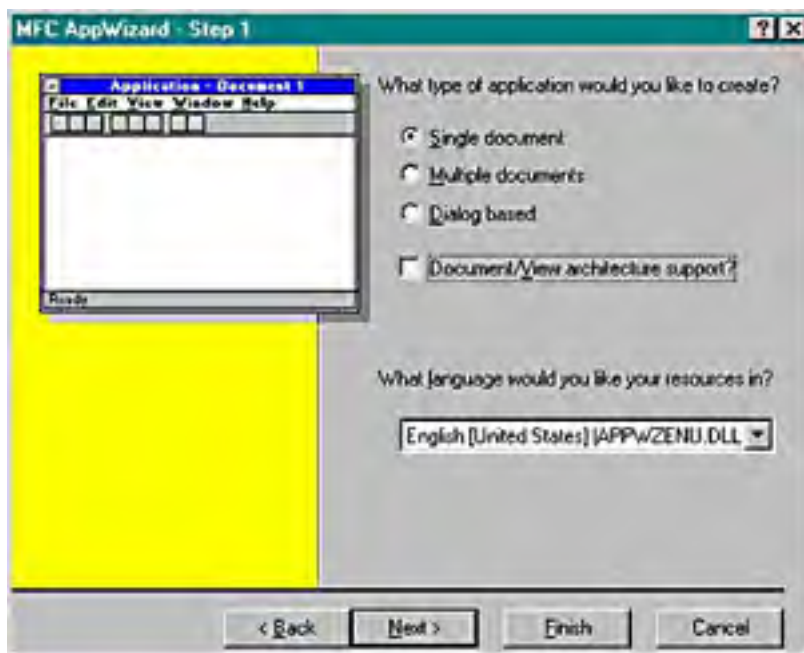 MFC AppWizard - Step 1
Application - Document 1
File Edit View Window Help
Ready
What type of application would you like to create?
Single document
Multiple documents
Dialog based
Document/View architecture support?
What language would you like your resources in?
English [United States] (APPWZENU.DLL
< Back
Next >
Finish
Cancel